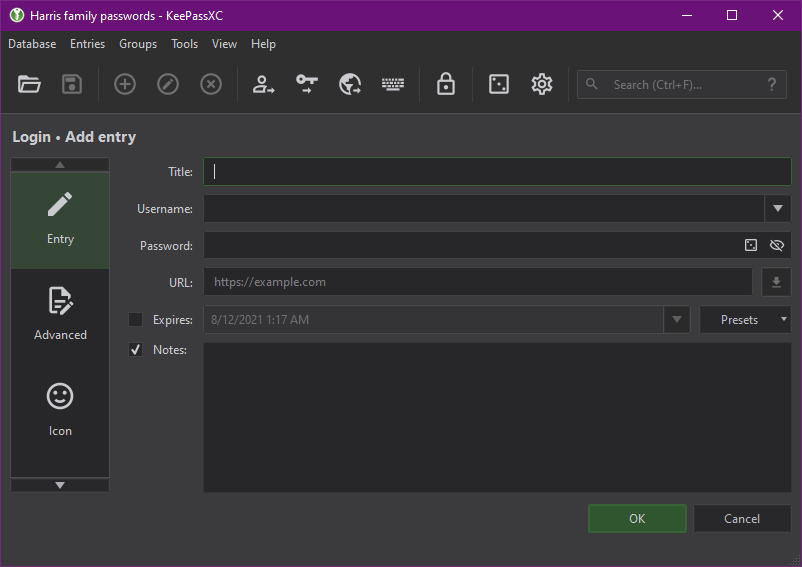 Harris family passwords - KeePassXC
Database Entries Groups Tools View Help
Search (Ctrl+F)... ?
Login • Add entry
Title:
Entry
Username:
Password:
URL: https://example.com
Advanced
Expires: 8/12/2021 1:17 AM Presets
Notes:
Icon
OK Cancel